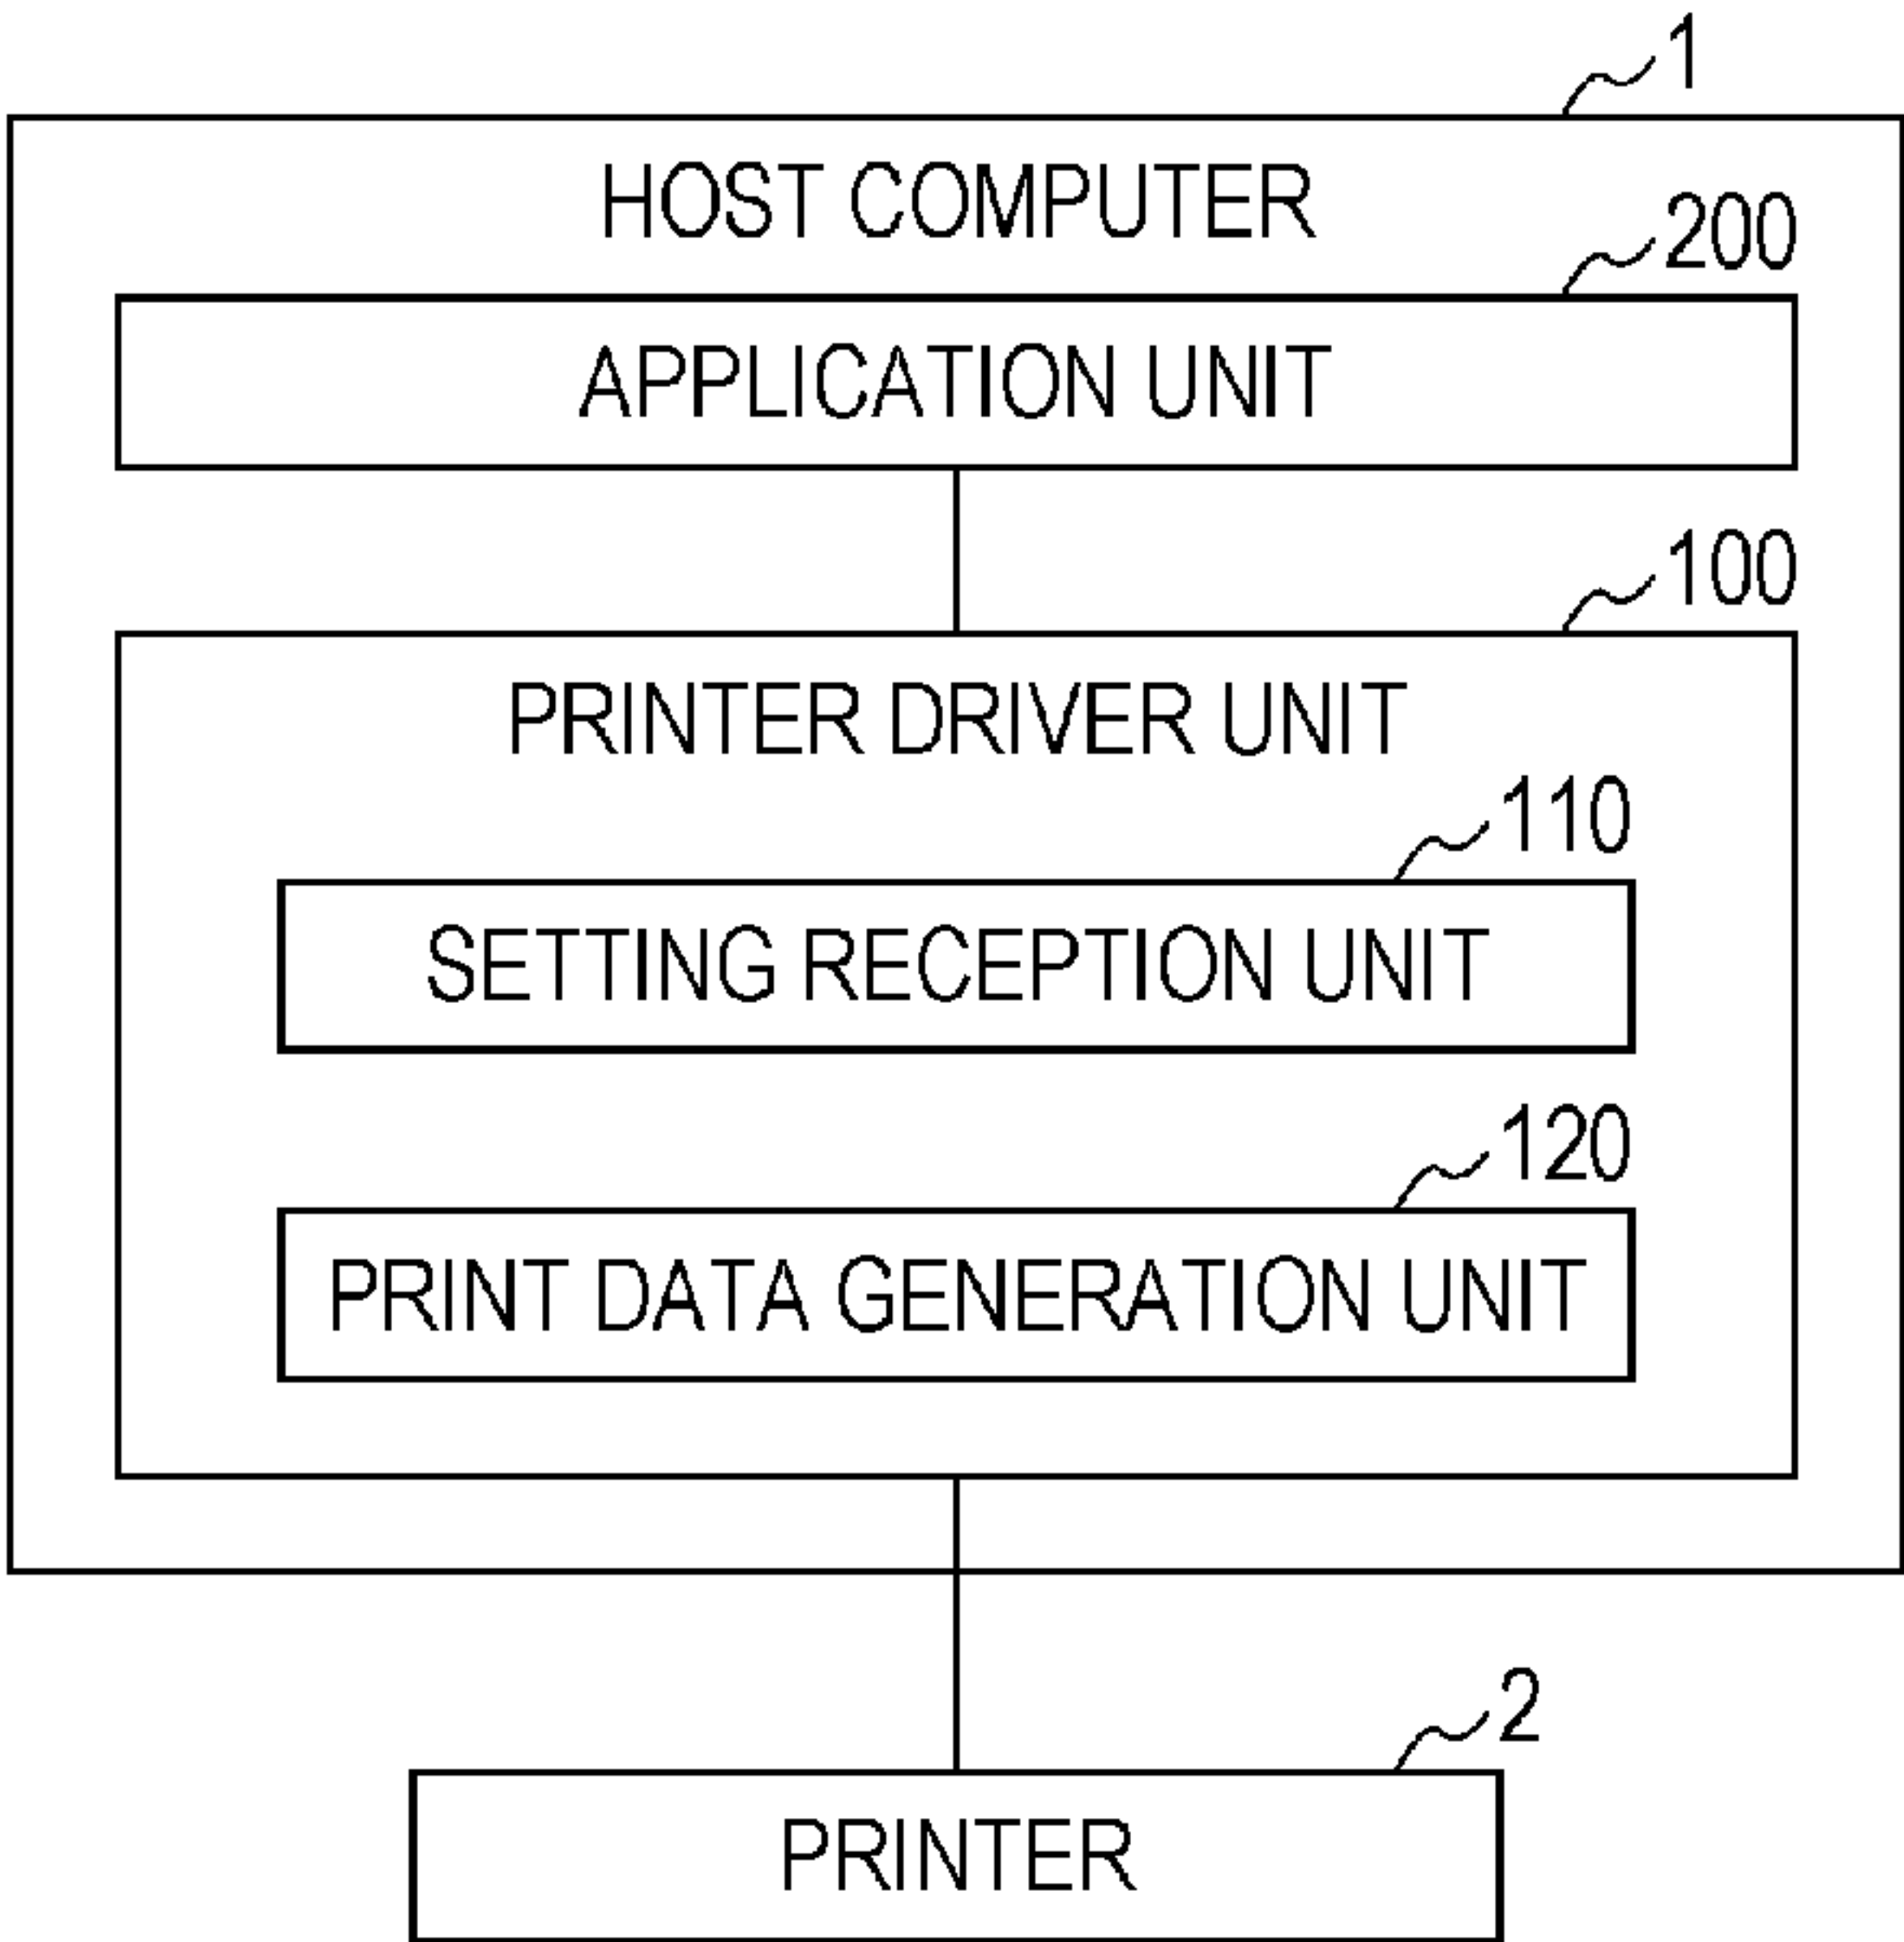 1
HOST COMPUTER
200
APPLICATION UNIT
100
PRINTER DRIVER UNIT
110
SETTING RECEPTION UNIT
120
PRINT DATA GENERATION UNIT
2
PRINTER